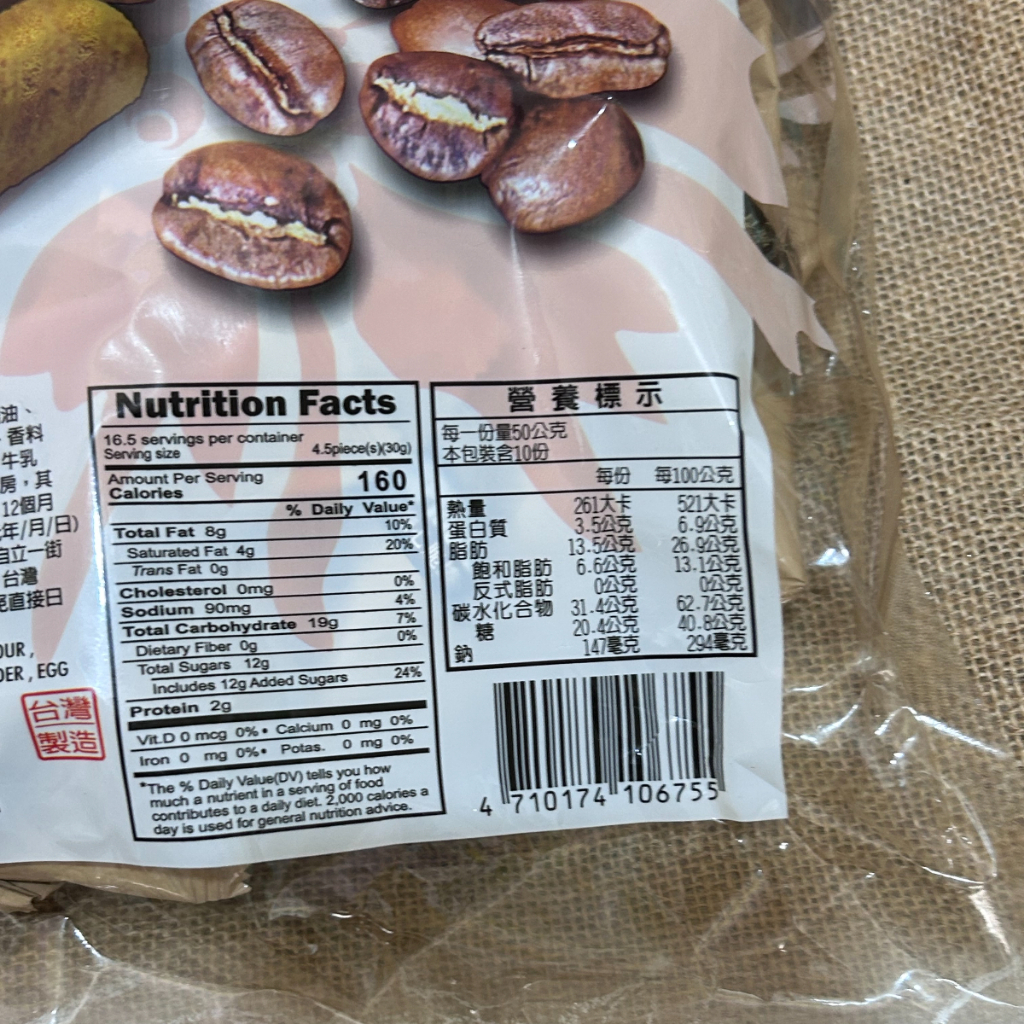 油、
香料
牛乳
房，其
12個月
年/月/日)
自立一街
台灣
直接日
OUR,
DER, EGG
台灣
製造
Nutrition Facts
16.5 servings per container
Serving size 4.5piece(s)(30g)
Amount Per Serving
Calories 160
% Daily Value*
Total Fat 8g 10%
Saturated Fat 4g 20%
Trans Fat 0g
Cholesterol 0mg 0%
Sodium 90mg 4%
Total Carbohydrate 19g 7%
Dietary Fiber 0g 0%
Total Sugars 12g
Includes 12g Added Sugars 24%
Protein 2g
Vit.D 0 mcg 0% • Calcium 0 mg 0%
Iron 0 mg 0% • Potas. 0 mg 0%
*The % Daily Value(DV) tells you how
much a nutrient in a serving of food
contributes to a daily diet. 2,000 calories a
day is used for general nutrition advice.
營養標示
每一份量50公克
本包裝含10份
每份 每100公克
熱量 261大卡 521大卡
蛋白質 3.5公克 6.9公克
脂肪 13.5公克 26.9公克
飽和脂肪 6.6公克 13.1公克
反式脂肪 0公克 0公克
碳水化合物 31.4公克 62.7公克
糖 20.4公克 40.8公克
鈉 147毫克 294毫克
4 710174 106755